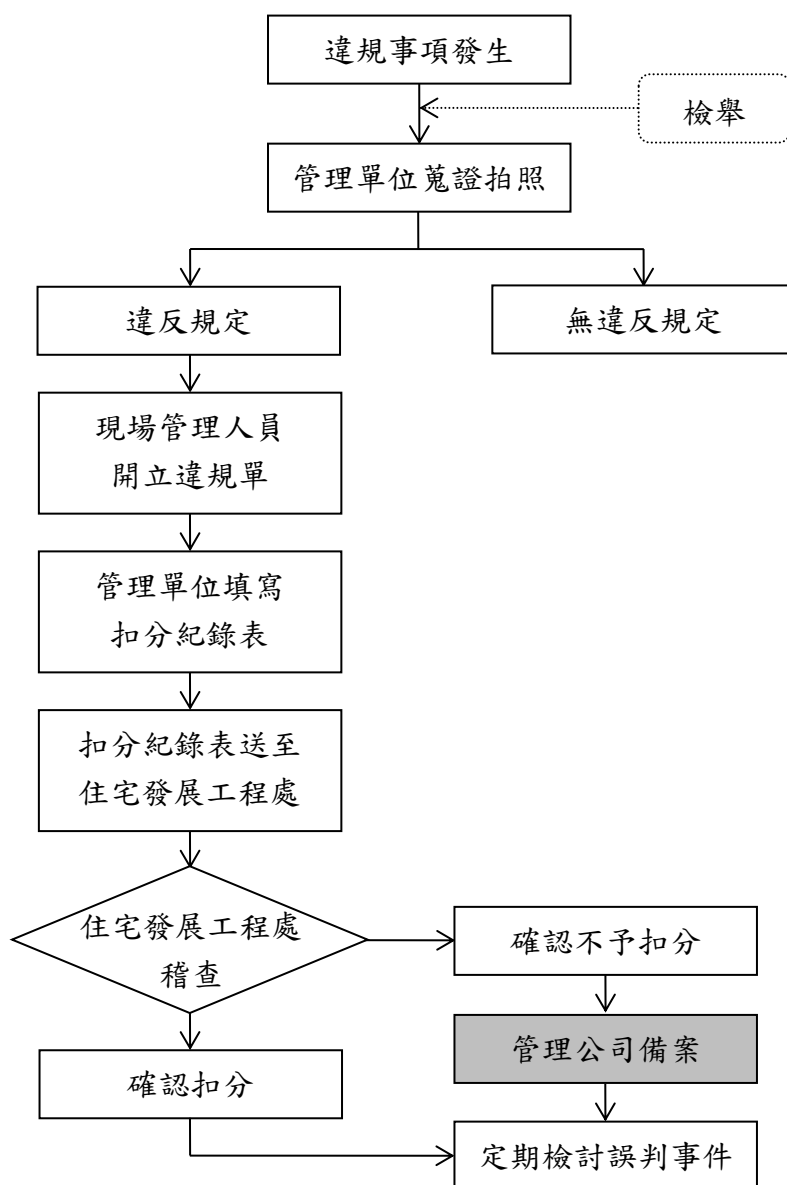 違規事項發生
檢舉
管理單位蒐證拍照
違反規定
無違反規定
現場管理人員
開立違規單
管理單位填寫
扣分紀錄表
扣分紀錄表送至
住宅發展工程處
住宅發展工程處
稽查
確認不予扣分
管理公司備案
確認扣分
定期檢討誤判事件